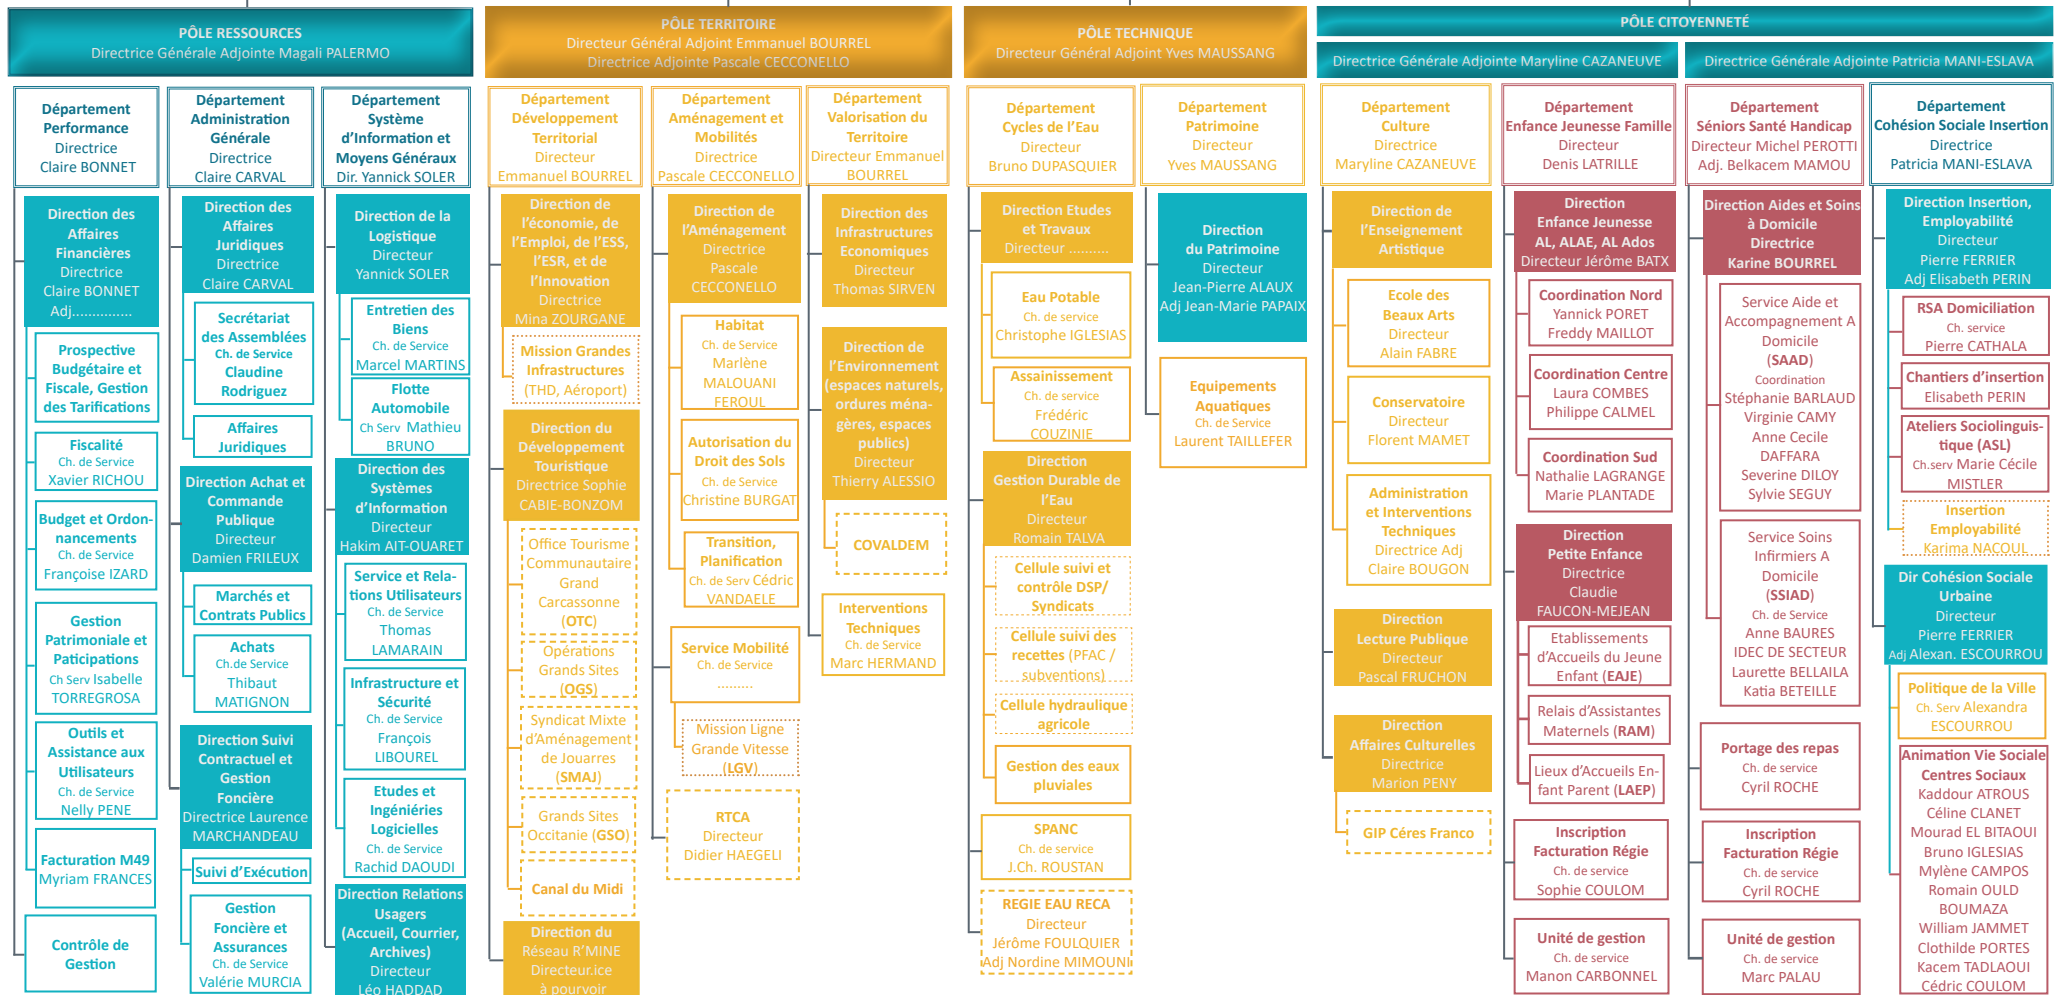 PÔLE RESSOURCES
Directrice Générale Adjointe Magali PALERMO
Département
Performance
Directrice
Claire BONNET
Direction des
Affaires
Financières
Directrice
Claire BONNET
Adj...............
Prospective
Budgétaire et
Fiscale, Gestion
des Tarifications
Fiscalité
Ch. de Service
Xavier RICHOU
Budget et Ordon-
nancements
Ch. de Service
Françoise IZARD
Gestion
Patrimoniale et
Paticipations
Ch Serv Isabelle
TORREGROSA
Outils et
Assistance aux
Utilisateurs
Ch. de Service
Nelly PENE
Facturation M49
Myriam FRANCES
Contrôle de
Gestion
Département
Administration
Générale
Directrice
Claire CARVAL
Direction des
Affaires
Juridiques
Directrice
Claire CARVAL
Secrétariat
des Assemblées
Ch. de Service
Claudine
Rodriguez
Affaires
Juridiques
Direction Achat et
Commande
Publique
Directeur
Damien FRILEUX
Marchés et
Contrats Publics
Achats
Ch.de Service
Thibaut
MATIGNON
Direction Suivi
Contractuel et
Gestion
Foncière
Directrice Laurence
MARCHANDEAU
Suivi d'Exécution
Gestion
Foncière et
Assurances
Ch. de Service
Valérie MURCIA
Département
Système
d'Information et
Moyens Généraux
Dir. Yannick SOLER
Direction de la
Logistique
Directeur
Yannick SOLER
Entretien des
Biens
Ch. de Service
Marcel MARTINS
Flotte
Automobile
Ch Serv Mathieu
BRUNO
Direction des
Systèmes
d'Information
Directeur
Hakim AIT-OUARET
Service et Rela-
tions Utilisateurs
Ch. de Service
Thomas
LAMARAIN
Infrastructure et
Sécurité
Ch. de Service
François
LIBOUREL
Etudes et
Ingéniéries
Logicielles
Ch. de Service
Rachid DAOUDI
Direction Relations
Usagers
(Accueil, Courrier,
Archives)
Directeur
Léo HADDAD
PÔLE TERRITOIRE
Directeur Général Adjoint Emmanuel BOURREL
Directrice Adjointe Pascale CECCONELLO
Département
Développement
Territorial
Directeur
Emmanuel BOURREL
Direction de
l'économie, de
l'Emploi, de l'ESS,
l'ESR, et de
l'Innovation
Directrice
Mina ZOURGANE
Mission Grandes
Infrastructures
(THD, Aéroport)
Direction du
Développement
Touristique
Directrice Sophie
CABIE-BONZOM
Office Tourisme
Communautaire
Grand
Carcassonne
(OTC)
Opérations
Grands Sites
(OGS)
Syndicat Mixte
d'Aménagement
de Jouarres
(SMAJ)
Grands Sites
Occitanie (GSO)
Canal du Midi
Direction du
Réseau R'MINE
Directeur.ice
à pourvoir
Département
Aménagement et
Mobilités
Directrice
Pascale CECCONELLO
Direction de
l'Aménagement
Directrice
Pascale
CECCONELLO
Habitat
Ch. de Service
Marlène
MALOUANI
FEROUL
Autorisation du
Droit des Sols
Ch. de Service
Christine BURGAT
Transition,
Planification
Ch. de Serv Cédric
VANDAELE
Service Mobilité
Ch. de Service
.........
Mission Ligne
Grande Vitesse
(LGV)
RTCA
Directeur
Didier HAEGELI
Département
Valorisation du
Territoire
Directeur Emmanuel
BOURREL
Direction des
Infrastructures
Economiques
Directeur
Thomas SIRVEN
Direction de
l'Environnement
(espaces naturels,
ordures ména-
gères, espaces
publics)
Directeur
Thierry ALESSIO
COVALDEM
Interventions
Techniques
Ch. de Service
Marc HERMAND
PÔLE TECHNIQUE
Directeur Général Adjoint Yves MAUSSANG
Département
Cycles de l'Eau
Directeur
Bruno DUPASQUIER
Direction Etudes
et Travaux
Directeur ..........
Eau Potable
Ch. de service
Christophe IGLESIAS
Assainissement
Ch. de service
Frédéric
COUZINIE
Direction
Gestion Durable de
l'Eau
Directeur
Romain TALVA
Cellule suivi et
contrôle DSP/
Syndicats
Cellule suivi des
recettes (PFAC /
subventions)
Cellule hydraulique
agricole
Gestion des eaux
pluviales
SPANC
Ch. de service
J.Ch. ROUSTAN
REGIE EAU RECA
Directeur
Jérôme FOULQUIER
Adj Nordine MIMOUNI
Département
Patrimoine
Directeur
Yves MAUSSANG
Direction
du Patrimoine
Directeur
Jean-Pierre ALAUX
Adj Jean-Marie PAPAIX
Equipements
Aquatiques
Ch. de Service
Laurent TAILLEFER
PÔLE CITOYENNETÉ
Directrice Générale Adjointe Maryline CAZANEUVE
Directrice Générale Adjointe Patricia MANI-ESLAVA
Département
Culture
Directrice
Maryline CAZANEUVE
Direction de
l'Enseignement
Artistique
Ecole des
Beaux Arts
Directeur
Alain FABRE
Conservatoire
Directeur
Florent MAMET
Administration
et Interventions
Techniques
Directrice Adj
Claire BOUGON
Direction
Lecture Publique
Directeur
Pascal FRUCHON
Direction
Affaires Culturelles
Directrice
Marion PENY
GIP Céres Franco
Département
Enfance Jeunesse Famille
Directeur
Denis LATRILLE
Direction
Enfance Jeunesse
AL, ALAE, AL Ados
Directeur Jérôme BATX
Coordination Nord
Yannick PORET
Freddy MAILLOT
Coordination Centre
Laura COMBES
Philippe CALMEL
Coordination Sud
Nathalie LAGRANGE
Marie PLANTADE
Direction
Petite Enfance
Directrice
Claudie
FAUCON-MEJEAN
Etablissements
d'Accueils du Jeune
Enfant (EAJE)
Relais d'Assistantes
Maternels (RAM)
Lieux d'Accueils En-
fant Parent (LAEP)
Inscription
Facturation Régie
Ch. de service
Sophie COULOM
Unité de gestion
Ch. de service
Manon CARBONNEL
Département
Séniors Santé Handicap
Directeur Michel PEROTTI
Adj. Belkacem MAMOU
Direction Aides et Soins
à Domicile
Directrice
Karine BOURREL
Service Aide et
Accompagnement A
Domicile
(SAAD)
Coordination
Stéphanie BARLAUD
Virginie CAMY
Anne Cecile
DAFFARA
Severine DILOY
Sylvie SEGUY
Service Soins
Infirmiers A
Domicile
(SSIAD)
Ch. de Service
Anne BAURES
IDEC DE SECTEUR
Laurette BELLAILA
Katia BETEILLE
Portage des repas
Ch. de service
Cyril ROCHE
Inscription
Facturation Régie
Ch. de service
Cyril ROCHE
Unité de gestion
Ch. de service
Marc PALAU
Département
Cohésion Sociale Insertion
Directrice
Patricia MANI-ESLAVA
Direction Insertion,
Employabilité
Directeur
Pierre FERRIER
Adj Elisabeth PERIN
RSA Domiciliation
Ch. service
Pierre CATHALA
Chantiers d'insertion
Elisabeth PERIN
Ateliers Sociolinguis-
tique (ASL)
Ch.serv Marie Cécile
MISTLER
Insertion
Employabilité
Karima NACOUL
Dir Cohésion Sociale
Urbaine
Directeur
Pierre FERRIER
Adj Alexan. ESCOURROU
Politique de la Ville
Ch. Serv Alexandra
ESCOURROU
Animation Vie Sociale
Centres Sociaux
Kaddour ATROUS
Céline CLANET
Mourad EL BITAOUI
Bruno IGLESIAS
Mylène CAMPOS
Romain OULD
BOUMAZA
William JAMMET
Clothilde PORTES
Kacem TADLAOUI
Cédric COULOM